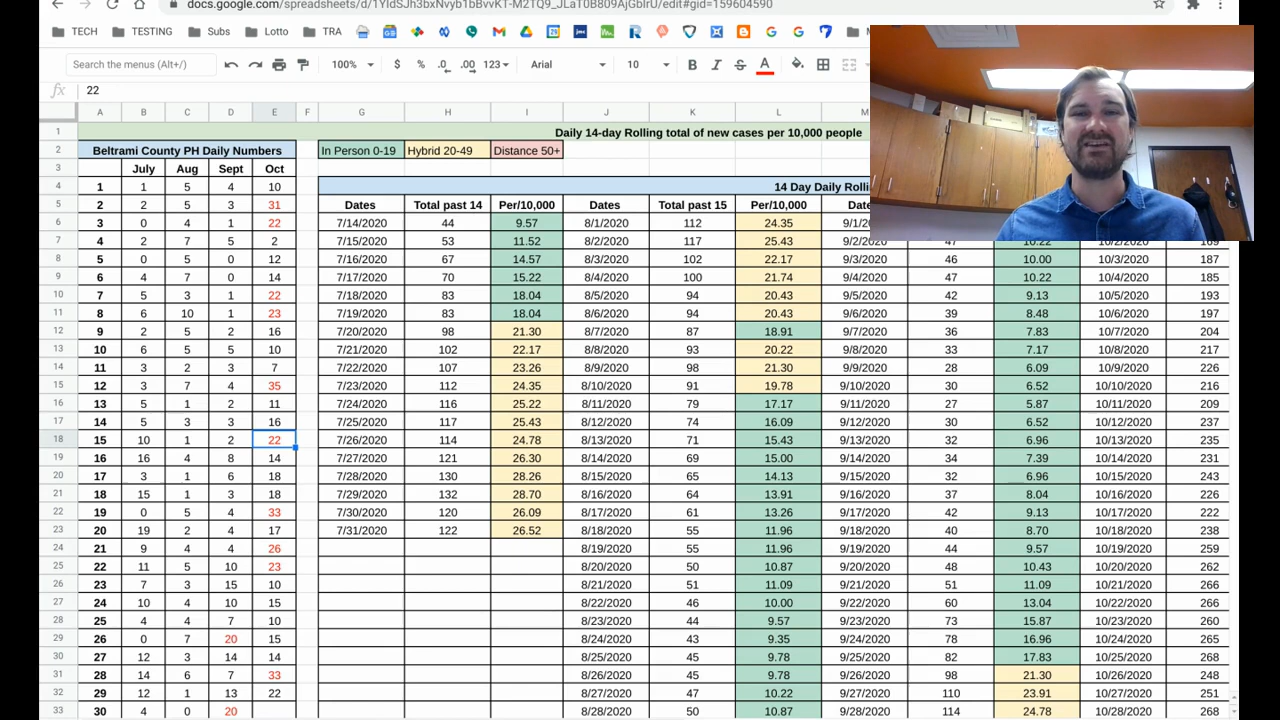 docs.google.com/spreadsheets/d/1YIdSJh3bxNvyb1bBvvKT-M2TQ9_JLaT0B809AjGbIrU/edit#gid=159604590
TECH TESTING Subs Lotto TRA
Search the menus (Alt+/) 100% $ % .0 .00 123 Arial 10 B I S A
fx 22
A B C D E F G H I J K L M
1 Daily 14-day Rolling total of new cases per 10,000 people
2 Beltrami County PH Daily Numbers In Person 0-19 Hybrid 20-49 Distance 50+
3 July Aug Sept Oct
4 1 1 5 4 10 14 Day Daily
5 2 2 5 3 31 Dates Total past 14 Per/10,000 Dates Total past 15 Per/10,000
6 3 0 4 1 22 7/14/2020 44 9.57 8/1/2020 112 24.35
7 4 2 7 5 2 7/15/2020 53 11.52 8/2/2020 117 25.43 9/2/2020 47 10.22 10/2/2020 169
8 5 0 5 0 12 7/16/2020 67 14.57 8/3/2020 102 22.17 9/3/2020 46 10.00 10/3/2020 187
9 6 4 7 0 14 7/17/2020 70 15.22 8/4/2020 100 21.74 9/4/2020 47 10.22 10/4/2020 185
10 7 5 3 1 22 7/18/2020 83 18.04 8/5/2020 94 20.43 9/5/2020 42 9.13 10/5/2020 193
11 8 6 10 1 23 7/19/2020 83 18.04 8/6/2020 94 20.43 9/6/2020 39 8.48 10/6/2020 197
12 9 2 5 2 16 7/20/2020 98 21.30 8/7/2020 87 18.91 9/7/2020 36 7.83 10/7/2020 204
13 10 6 5 5 10 7/21/2020 102 22.17 8/8/2020 93 20.22 9/8/2020 33 7.17 10/8/2020 217
14 11 3 2 3 7 7/22/2020 107 23.26 8/9/2020 98 21.30 9/9/2020 28 6.09 10/9/2020 226
15 12 3 7 4 35 7/23/2020 112 24.35 8/10/2020 91 19.78 9/10/2020 30 6.52 10/10/2020 216
16 13 5 1 2 11 7/24/2020 116 25.22 8/11/2020 79 17.17 9/11/2020 27 5.87 10/11/2020 209
17 14 5 3 3 16 7/25/2020 117 25.43 8/12/2020 74 16.09 9/12/2020 30 6.52 10/12/2020 237
18 15 10 1 2 22 7/26/2020 114 24.78 8/13/2020 71 15.43 9/13/2020 32 6.96 10/13/2020 235
19 16 16 4 8 14 7/27/2020 121 26.30 8/14/2020 69 15.00 9/14/2020 34 7.39 10/14/2020 231
20 17 3 1 6 18 7/28/2020 130 28.26 8/15/2020 65 14.13 9/15/2020 32 6.96 10/15/2020 243
21 18 15 1 3 18 7/29/2020 132 28.70 8/16/2020 64 13.91 9/16/2020 37 8.04 10/16/2020 226
22 19 0 5 4 33 7/30/2020 120 26.09 8/17/2020 61 13.26 9/17/2020 42 9.13 10/17/2020 222
23 20 19 2 4 17 7/31/2020 122 26.52 8/18/2020 55 11.96 9/18/2020 40 8.70 10/18/2020 238
24 21 9 4 4 26 8/19/2020 55 11.96 9/19/2020 44 9.57 10/19/2020 259
25 22 11 5 10 23 8/20/2020 50 10.87 9/20/2020 48 10.43 10/20/2020 262
26 23 7 3 15 10 8/21/2020 51 11.09 9/21/2020 51 11.09 10/21/2020 266
27 24 10 4 10 15 8/22/2020 46 10.00 9/22/2020 60 13.04 10/22/2020 266
28 25 4 4 7 10 8/23/2020 44 9.57 9/23/2020 73 15.87 10/23/2020 260
29 26 0 7 20 15 8/24/2020 43 9.35 9/24/2020 78 16.96 10/24/2020 265
30 27 12 3 14 14 8/25/2020 45 9.78 9/25/2020 82 17.83 10/25/2020 268
31 28 14 6 7 33 8/26/2020 45 9.78 9/26/2020 98 21.30 10/26/2020 248
32 29 12 1 13 22 8/27/2020 47 10.22 9/27/2020 110 23.91 10/27/2020 251
33 30 4 0 20 8/28/2020 50 10.87 9/28/2020 114 24.78 10/28/2020 268